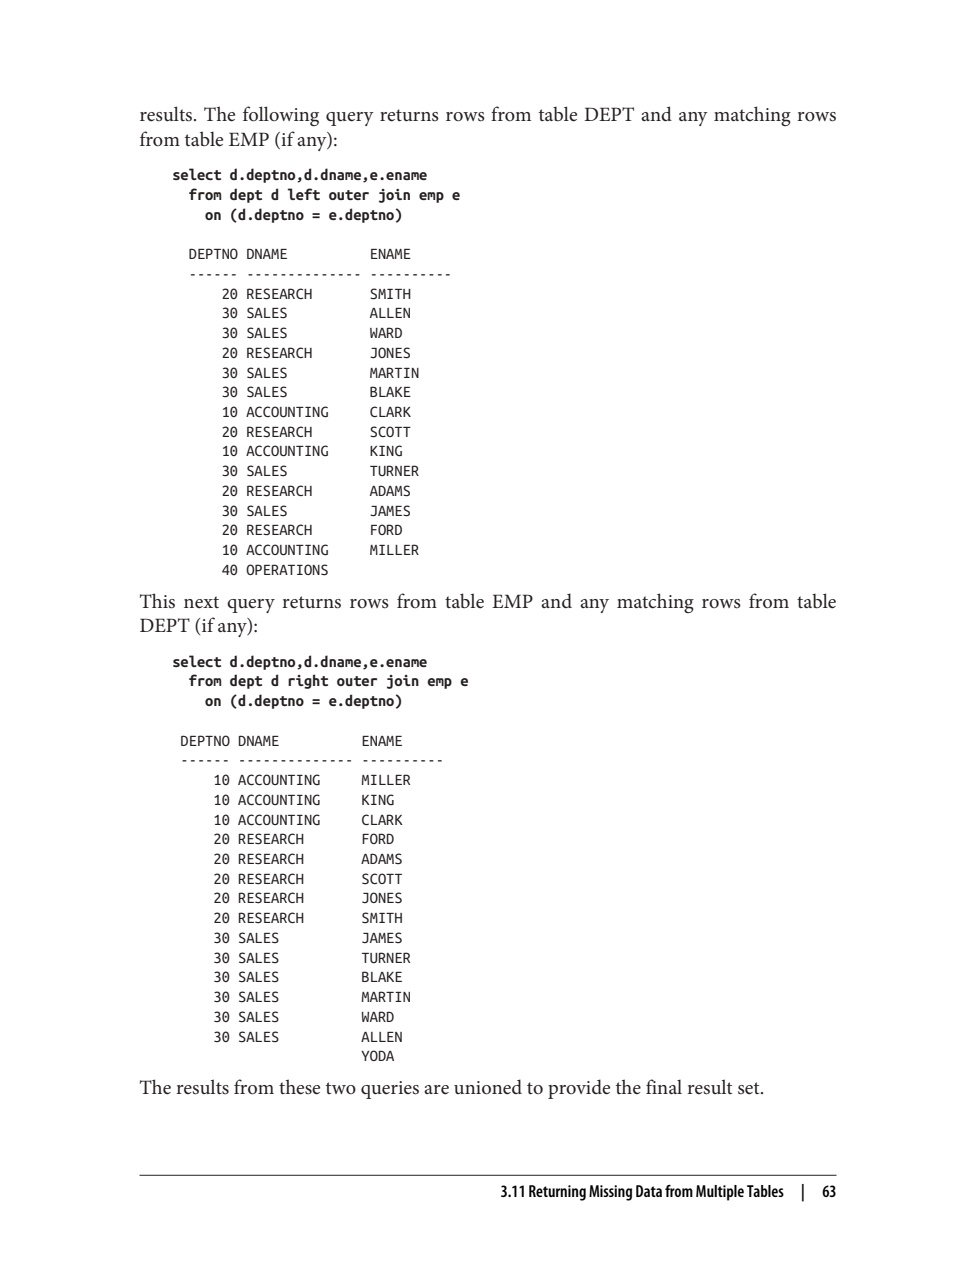 results. The following query returns rows from table DEPT and any matching rows
from table EMP (if any):
select d.deptno,d.dname,e.ename
  from dept d left outer join emp e
    on (d.deptno = e.deptno)
  DEPTNO DNAME          ENAME
  ------ -------------- ----------
      20 RESEARCH       SMITH
      30 SALES          ALLEN
      30 SALES          WARD
      20 RESEARCH       JONES
      30 SALES          MARTIN
      30 SALES          BLAKE
      10 ACCOUNTING     CLARK
      20 RESEARCH       SCOTT
      10 ACCOUNTING     KING
      30 SALES          TURNER
      20 RESEARCH       ADAMS
      30 SALES          JAMES
      20 RESEARCH       FORD
      10 ACCOUNTING     MILLER
      40 OPERATIONS
This next query returns rows from table EMP and any matching rows from table
DEPT (if any):
select d.deptno,d.dname,e.ename
  from dept d right outer join emp e
    on (d.deptno = e.deptno)
 DEPTNO DNAME          ENAME
 ------ -------------- ----------
     10 ACCOUNTING     MILLER
     10 ACCOUNTING     KING
     10 ACCOUNTING     CLARK
     20 RESEARCH       FORD
     20 RESEARCH       ADAMS
     20 RESEARCH       SCOTT
     20 RESEARCH       JONES
     20 RESEARCH       SMITH
     30 SALES          JAMES
     30 SALES          TURNER
     30 SALES          BLAKE
     30 SALES          MARTIN
     30 SALES          WARD
     30 SALES          ALLEN
                       YODA
The results from these two queries are unioned to provide the final result set.
3.11 Returning Missing Data from Multiple Tables | 63